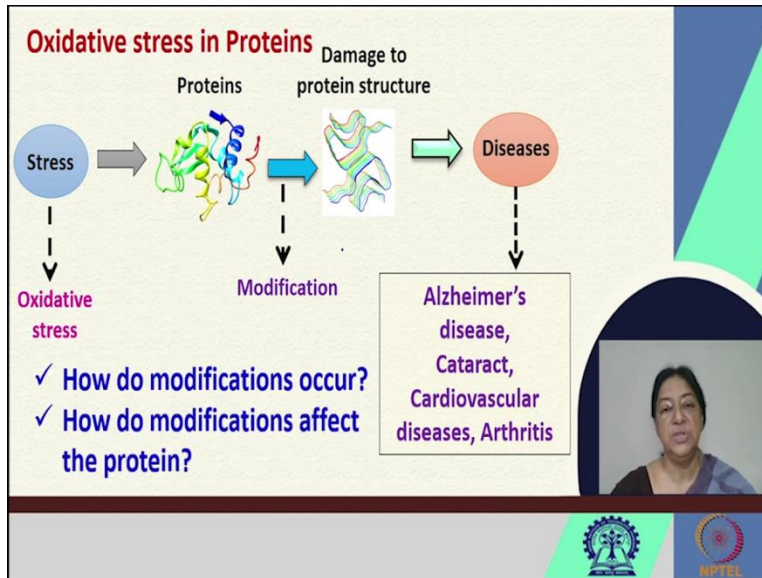 Oxidative stress in Proteins
Proteins
Damage to
protein structure
Stress
Diseases
Oxidative
stress
Modification
Alzheimer's
disease,
Cataract,
Cardiovascular
diseases, Arthritis
✓ How do modifications occur?
✓ How do modifications affect
the protein?
NPTEL